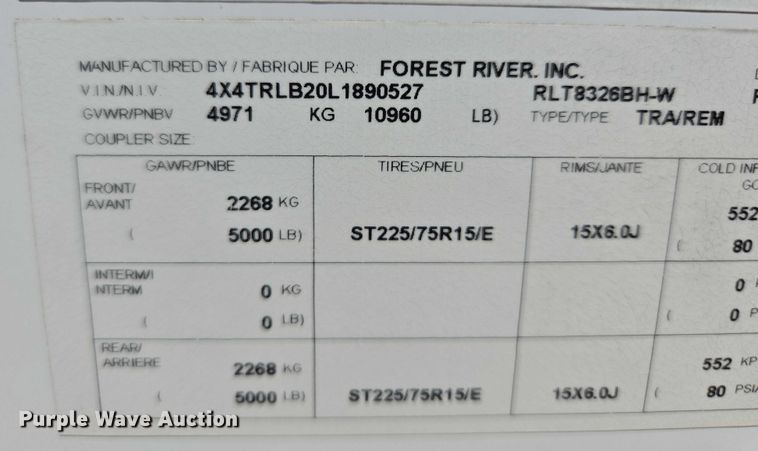 MANUFACTURED BY / FABRIQUE PAR: FOREST RIVER. INC.
V.I.N./N.I.V. 4X4TRLB20L1890527 RLT8326BH-W
GVWR/PNBV 4971 KG 10960 LB) TYPE/TYPE TRA/REM
COUPLER SIZE
GAWR/PNBE TIRES/PNEU RIMS/JANTE COLD INF
FRONT/
AVANT 2268 KG 552
( 5000 LB) ST225/75R15/E 15X6.0J ( 80
INTERM/I
NTERM 0 KG 0
( 0 LB) ( 0 P
REAR/
ARRIERE 2268 KG 552 KP
( 5000 LB) ST225/75R15/E 15X6.0J ( 80 PSI/
Purple Wave Auction